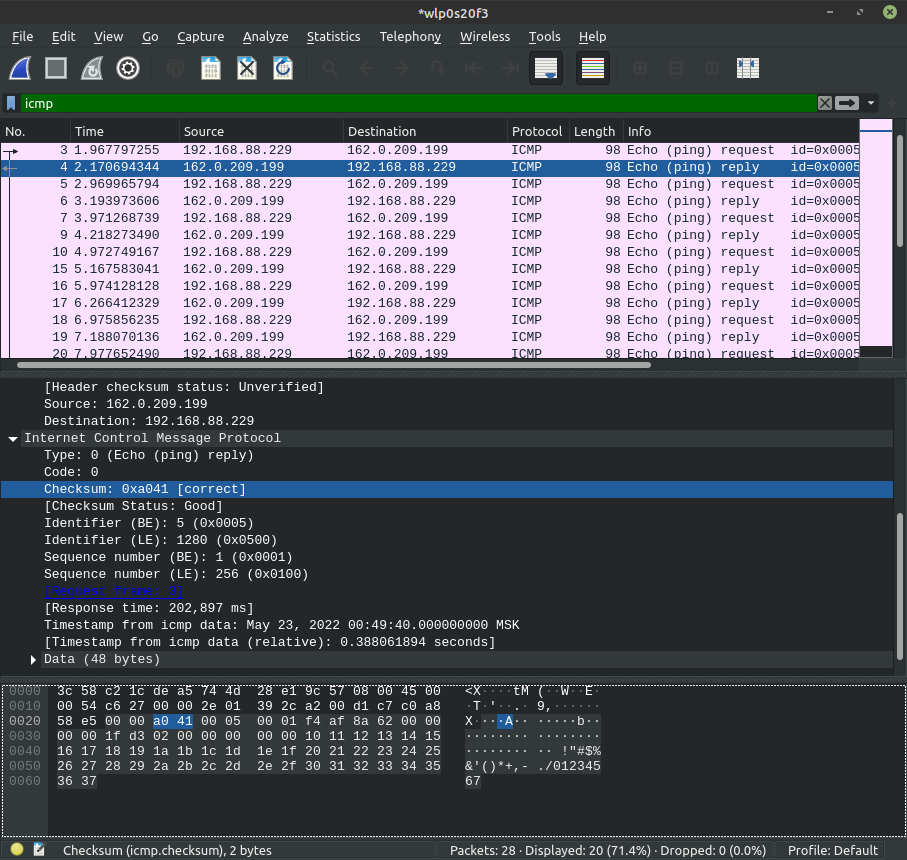 *wlp0s20f3
File Edit View Go Capture Analyze Statistics Telephony Wireless Tools Help
icmp
No. Time Source Destination Protocol Length Info
3 1.967797255 192.168.88.229 162.0.209.199 ICMP 98 Echo (ping) request id=0x0005
4 2.170694344 162.0.209.199 192.168.88.229 ICMP 98 Echo (ping) reply id=0x0005
5 2.969965794 192.168.88.229 162.0.209.199 ICMP 98 Echo (ping) request id=0x0005
6 3.193973606 162.0.209.199 192.168.88.229 ICMP 98 Echo (ping) reply id=0x0005
7 3.971268739 192.168.88.229 162.0.209.199 ICMP 98 Echo (ping) request id=0x0005
9 4.218273490 162.0.209.199 192.168.88.229 ICMP 98 Echo (ping) reply id=0x0005
10 4.972749167 192.168.88.229 162.0.209.199 ICMP 98 Echo (ping) request id=0x0005
15 5.167583041 162.0.209.199 192.168.88.229 ICMP 98 Echo (ping) reply id=0x0005
16 5.974128128 192.168.88.229 162.0.209.199 ICMP 98 Echo (ping) request id=0x0005
17 6.266412329 162.0.209.199 192.168.88.229 ICMP 98 Echo (ping) reply id=0x0005
18 6.975856235 192.168.88.229 162.0.209.199 ICMP 98 Echo (ping) request id=0x0005
19 7.188070136 162.0.209.199 192.168.88.229 ICMP 98 Echo (ping) reply id=0x0005
20 7.977652490 192.168.88.229 162.0.209.199 ICMP 98 Echo (ping) request id=0x0005
[Header checksum status: Unverified]
Source: 162.0.209.199
Destination: 192.168.88.229
Internet Control Message Protocol
Type: 0 (Echo (ping) reply)
Code: 0
Checksum: 0xa041 [correct]
[Checksum Status: Good]
Identifier (BE): 5 (0x0005)
Identifier (LE): 1280 (0x0500)
Sequence number (BE): 1 (0x0001)
Sequence number (LE): 256 (0x0100)
[Request frame: 3]
[Response time: 202,897 ms]
Timestamp from icmp data: May 23, 2022 00:49:40.000000000 MSK
[Timestamp from icmp data (relative): 0.388061894 seconds]
Data (48 bytes)
0000 3c 58 c2 1c de a5 74 4d 28 e1 9c 57 08 00 45 00 <X····tM (··W··E·
0010 00 54 c6 27 00 00 2e 01 39 2c a2 00 d1 c7 c0 a8 ·T·'··.· 9,······
0020 58 e5 00 00 a0 41 00 05 00 01 f4 af 8a 62 00 00 X····A·· ·····b··
0030 00 00 1f d3 02 00 00 00 00 00 10 11 12 13 14 15 ········ ········
0040 16 17 18 19 1a 1b 1c 1d 1e 1f 20 21 22 23 24 25 ········ ·· !"#$%
0050 26 27 28 29 2a 2b 2c 2d 2e 2f 30 31 32 33 34 35 &'()*+,- ./012345
0060 36 37 67
Checksum (icmp.checksum), 2 bytes Packets: 28 · Displayed: 20 (71.4%) · Dropped: 0 (0.0%) Profile: Default